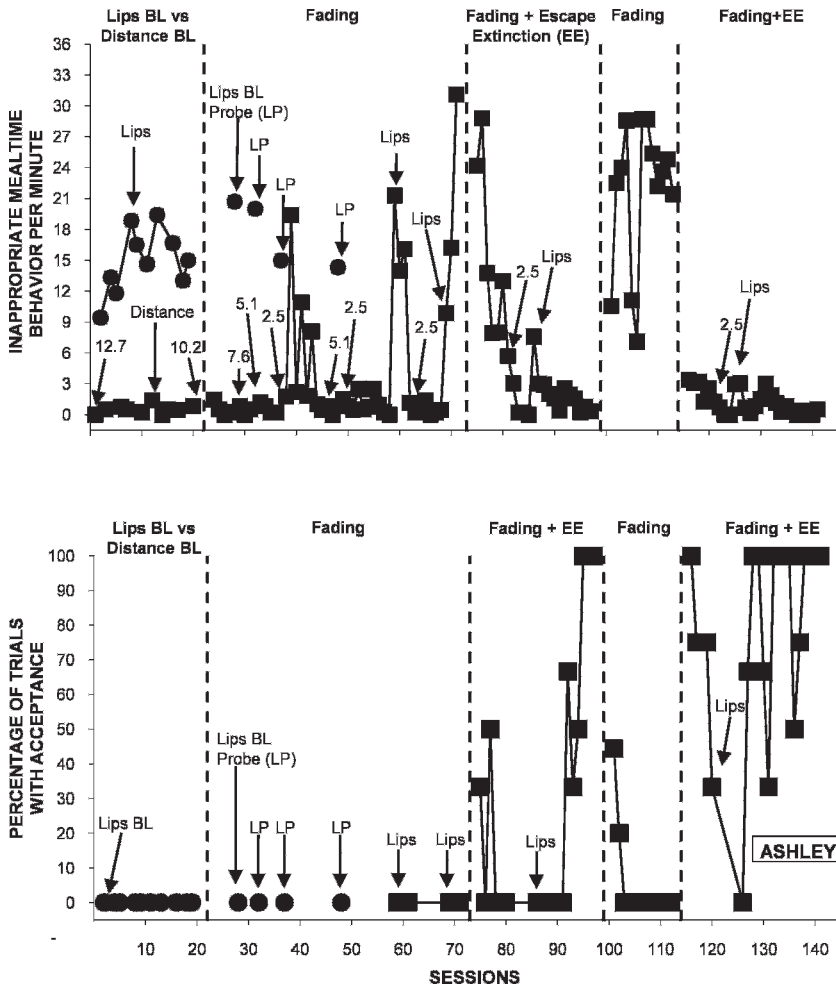 Lips BL vs
Distance BL
Fading
Fading + Escape
Extinction (EE)
Fading
Fading+EE
36
33
30
27
24
21
18
15
12
9
6
3
0
INAPPROPRIATE MEALTIME
BEHAVIOR PER MINUTE
Lips
Distance
12.7
10.2
Lips BL
Probe (LP)
LP
LP
LP
7.6
5.1
2.5
5.1
2.5
Lips
Lips
2.5
2.5
Lips
2.5
Lips
Lips BL vs
Distance BL
Fading
Fading + EE
Fading
Fading + EE
100
90
80
70
60
50
40
30
20
10
0
-
PERCENTAGE OF TRIALS
WITH ACCEPTANCE
Lips BL
Lips BL
Probe (LP)
LP
LP
LP
Lips
Lips
Lips
Lips
ASHLEY
10
20
30
40
50
60
70
80
90
100
110
120
130
140
SESSIONS